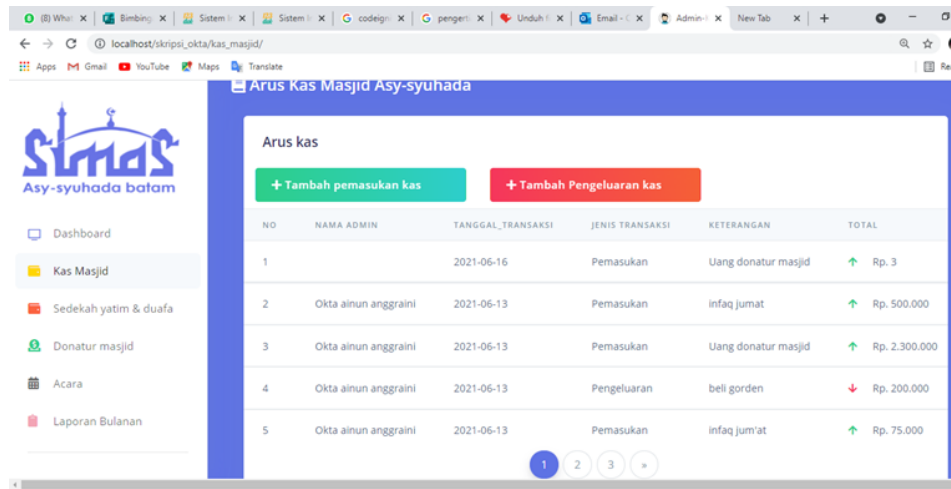 (8) What
Bimbing
Sistem In
Sistem In
codeign
pengerti
Unduh F
Email - C
Admin-
New Tab
localhost/skripsi_okta/kas_masjid/
Apps Gmail YouTube Maps Translate
Arus Kas Masjid Asy-syuhada
Simas
Asy-syuhada batam
Dashboard
Kas Masjid
Sedekah yatim & duafa
Donatur masjid
Acara
Laporan Bulanan
Arus kas
+ Tambah pemasukan kas + Tambah Pengeluaran kas
NO NAMA ADMIN TANGGAL_TRANSAKSI JENIS TRANSAKSI KETERANGAN TOTAL
1 2021-06-16 Pemasukan Uang donatur masjid Rp. 3
2 Okta ainun anggraini 2021-06-13 Pemasukan infaq jumat Rp. 500.000
3 Okta ainun anggraini 2021-06-13 Pemasukan Uang donatur masjid Rp. 2.300.000
4 Okta ainun anggraini 2021-06-13 Pengeluaran beli gorden Rp. 200.000
5 Okta ainun anggraini 2021-06-13 Pemasukan infaq jum'at Rp. 75.000
1 2 3 »